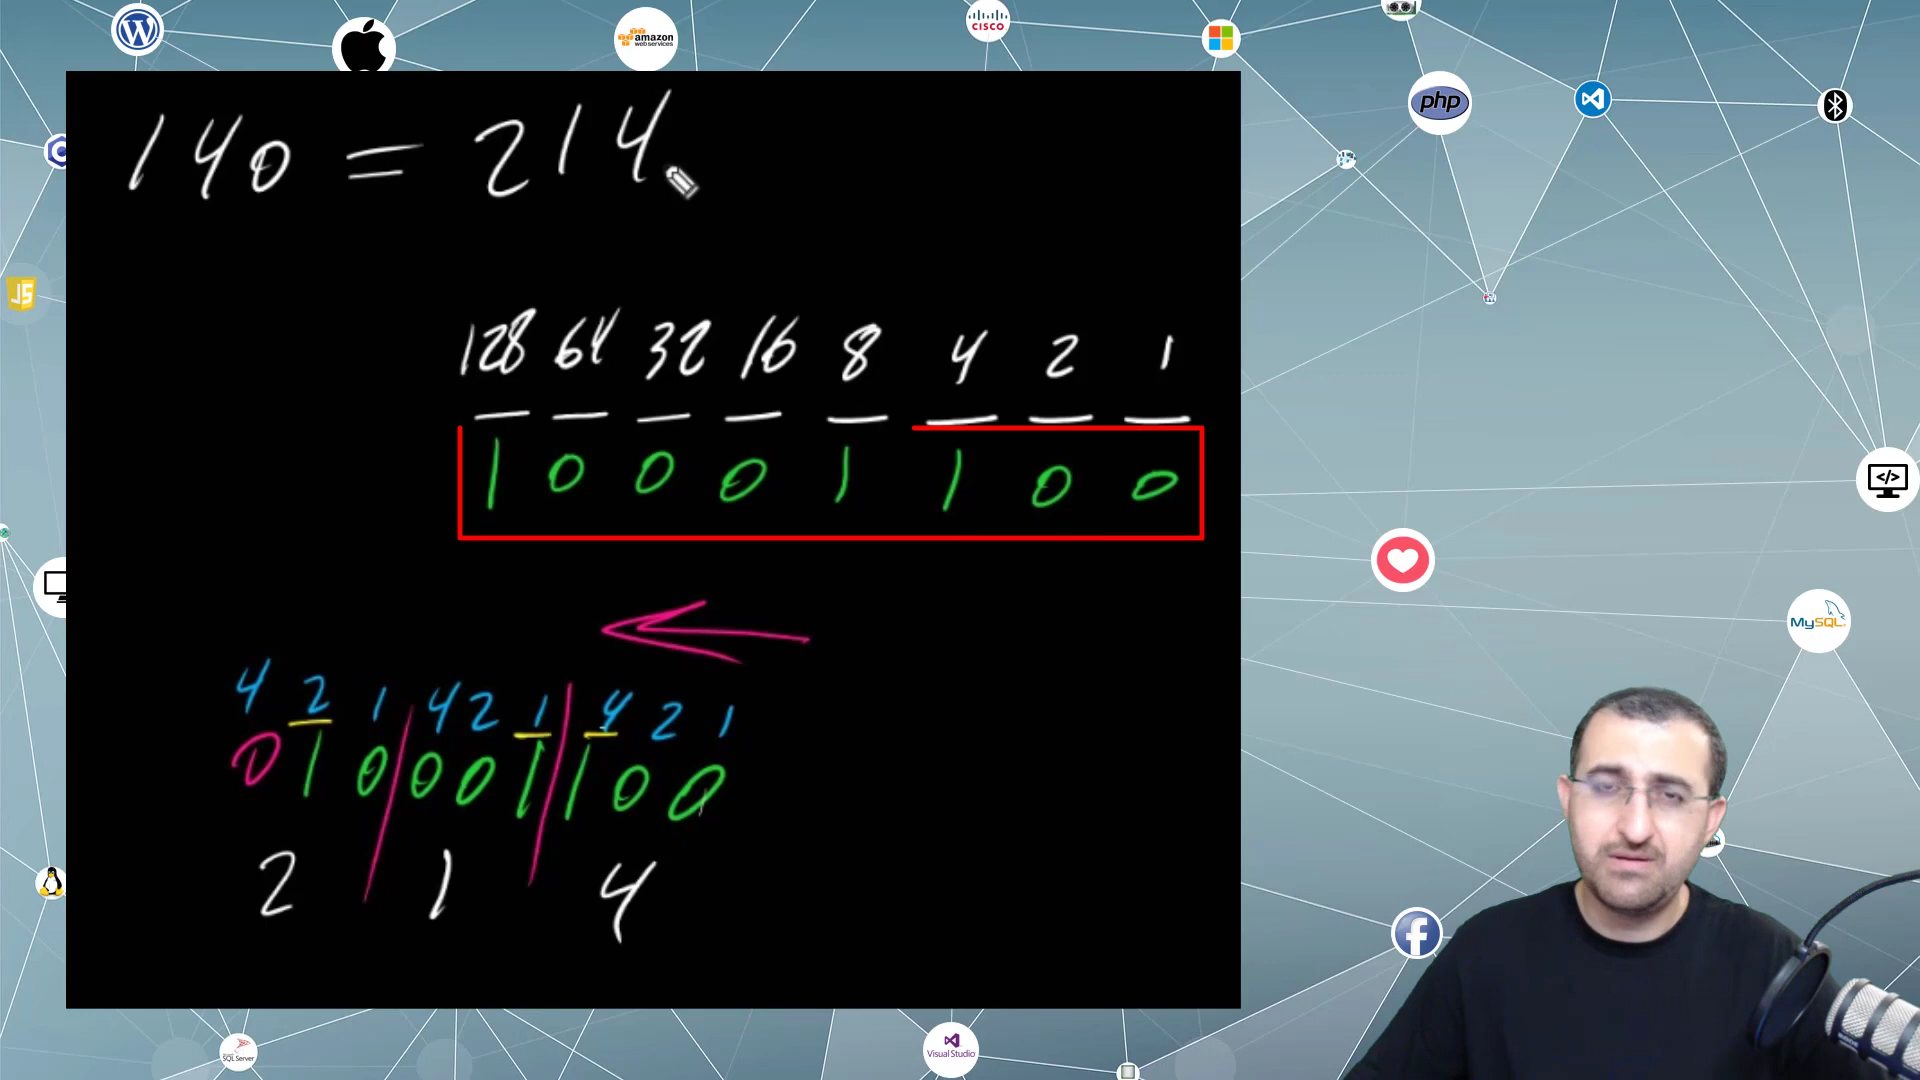 amazon
web services
CISCO
php
JS
MySQL
SQL Server
Visual Studio
140 = 214
128 64 32 16 8 4 2 1
1 0 0 0 1 1 0 0
4 2 1 4 2 1 4 2 1
0 1 0 0 0 1 1 0 0
2 1 4